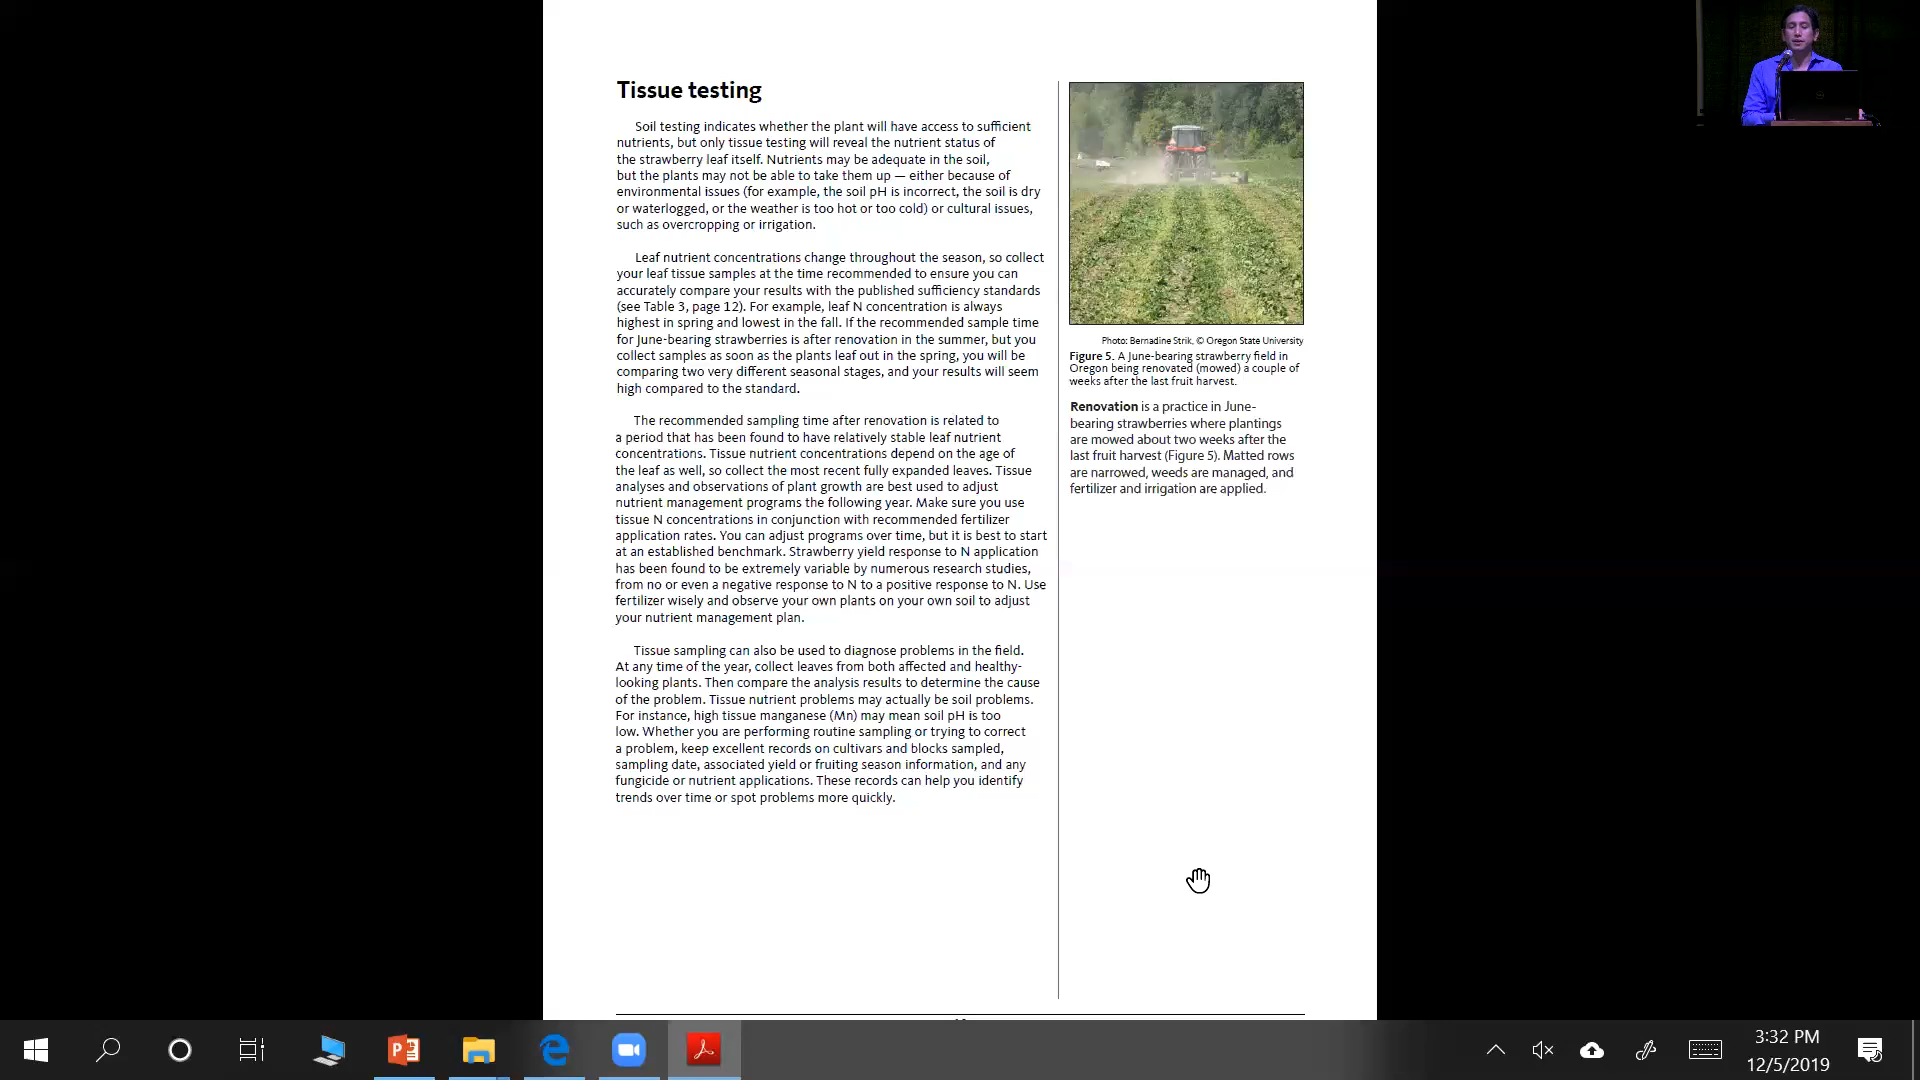 Tissue testing
Soil testing indicates whether the plant will have access to sufficient
nutrients, but only tissue testing will reveal the nutrient status of
the strawberry leaf itself. Nutrients may be adequate in the soil,
but the plants may not be able to take them up — either because of
environmental issues (for example, the soil pH is incorrect, the soil is dry
or waterlogged, or the weather is too hot or too cold) or cultural issues,
such as overcropping or irrigation.
Leaf nutrient concentrations change throughout the season, so collect
your leaf tissue samples at the time recommended to ensure you can
accurately compare your results with the published sufficiency standards
(see Table 3, page 12). For example, leaf N concentration is always
highest in spring and lowest in the fall. If the recommended sample time
for June-bearing strawberries is after renovation in the summer, but you
collect samples as soon as the plants leaf out in the spring, you will be
comparing two very different seasonal stages, and your results will seem
high compared to the standard.
The recommended sampling time after renovation is related to
a period that has been found to have relatively stable leaf nutrient
concentrations. Tissue nutrient concentrations depend on the age of
the leaf as well, so collect the most recent fully expanded leaves. Tissue
analyses and observations of plant growth are best used to adjust
nutrient management programs the following year. Make sure you use
tissue N concentrations in conjunction with recommended fertilizer
application rates. You can adjust programs over time, but it is best to start
at an established benchmark. Strawberry yield response to N application
has been found to be extremely variable by numerous research studies,
from no or even a negative response to N to a positive response to N. Use
fertilizer wisely and observe your own plants on your own soil to adjust
your nutrient management plan.
Tissue sampling can also be used to diagnose problems in the field.
At any time of the year, collect leaves from both affected and healthy-
looking plants. Then compare the analysis results to determine the cause
of the problem. Tissue nutrient problems may actually be soil problems.
For instance, high tissue manganese (Mn) may mean soil pH is too
low. Whether you are performing routine sampling or trying to correct
a problem, keep excellent records on cultivars and blocks sampled,
sampling date, associated yield or fruiting season information, and any
fungicide or nutrient applications. These records can help you identify
trends over time or spot problems more quickly.
Photo: Bernadine Strik, © Oregon State University
Figure 5. A June-bearing strawberry field in
Oregon being renovated (mowed) a couple of
weeks after the last fruit harvest.
Renovation is a practice in June-
bearing strawberries where plantings
are mowed about two weeks after the
last fruit harvest (Figure 5). Matted rows
are narrowed, weeds are managed, and
fertilizer and irrigation are applied.
3:32 PM
12/5/2019